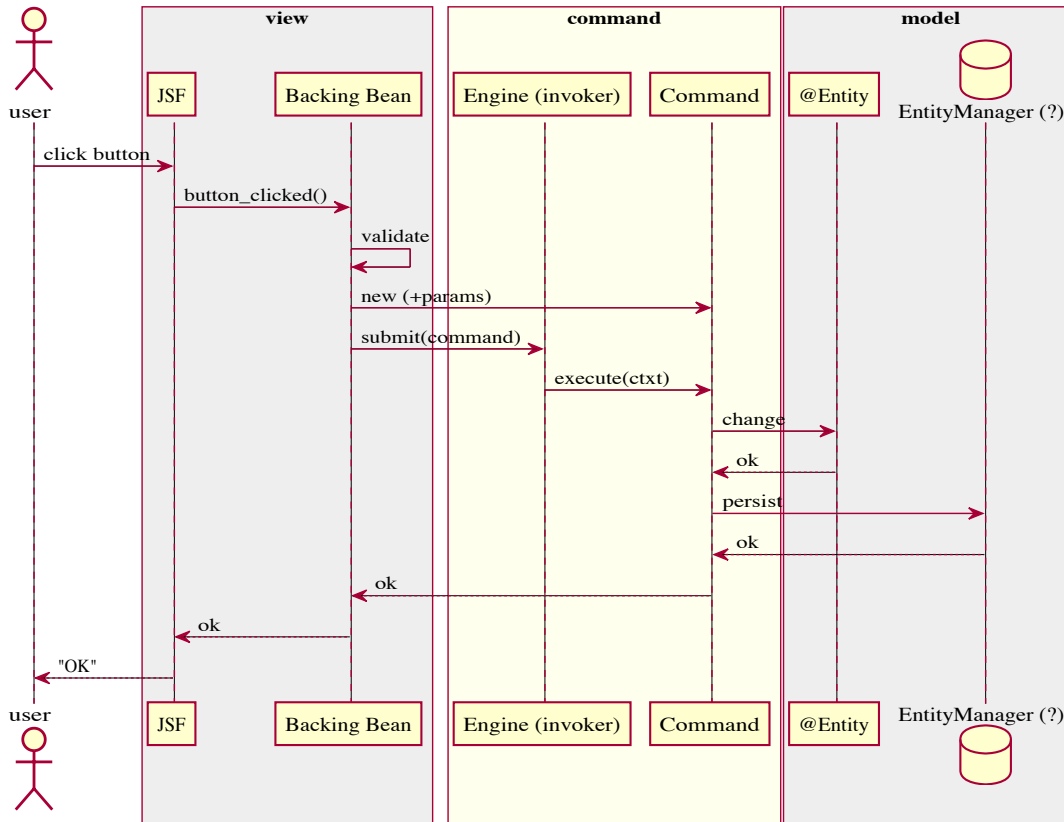 view
command
model
JSF
Backing Bean
Engine (invoker)
Command
@Entity
user
EntityManager (?)
click button
button_clicked()
validate
new (+params)
submit(command)
execute(ctxt)
change
ok
persist
ok
ok
ok
"OK"
user
JSF
Backing Bean
Engine (invoker)
Command
@Entity
EntityManager (?)